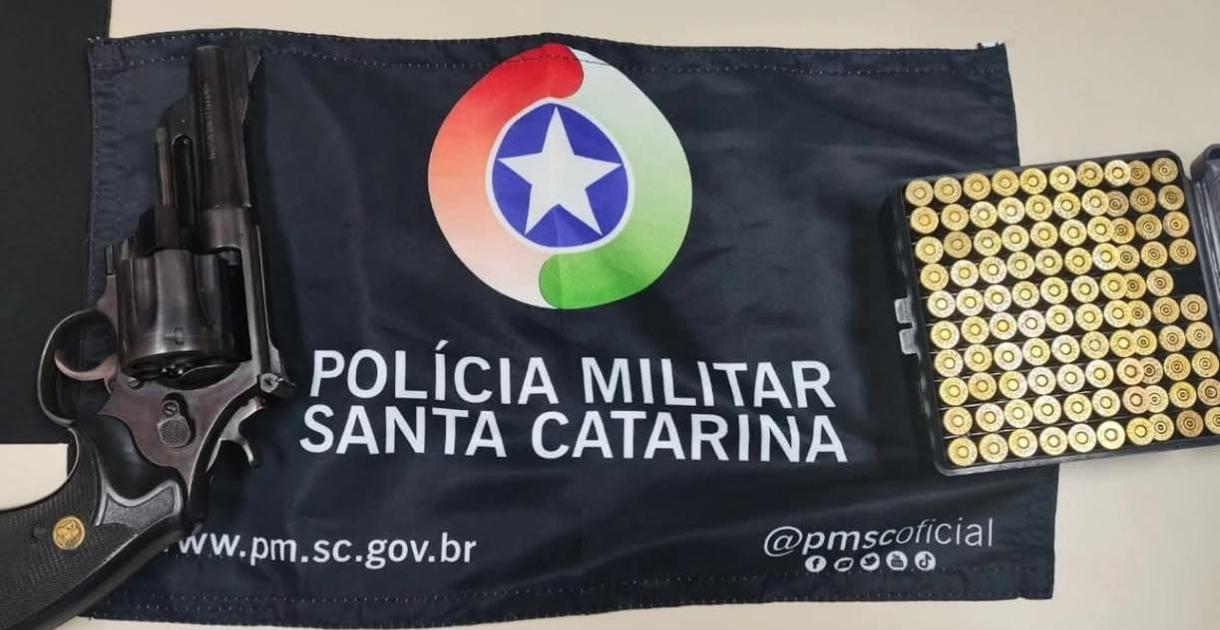 POLÍCIA MILITAR
SANTA CATARINA
www.pm.sc.gov.br
@pmscoficial